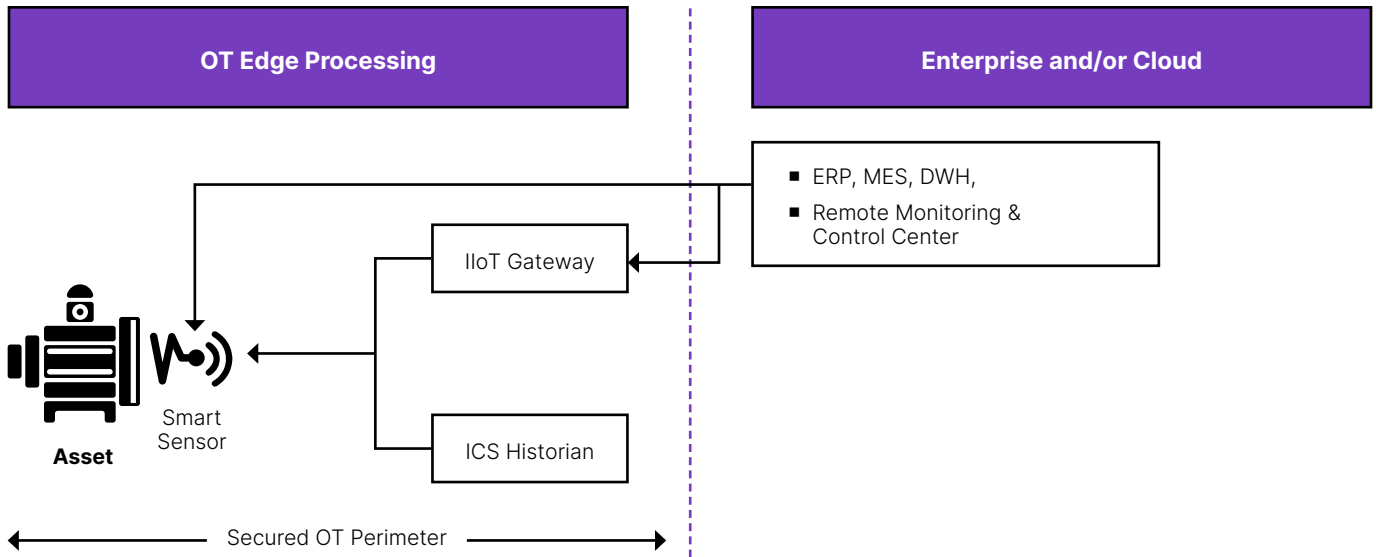 OT Edge Processing
Enterprise and/or Cloud
ERP, MES, DWH,
Remote Monitoring &
Control Center
IIoT Gateway
Smart
Sensor
Asset
ICS Historian
Secured OT Perimeter